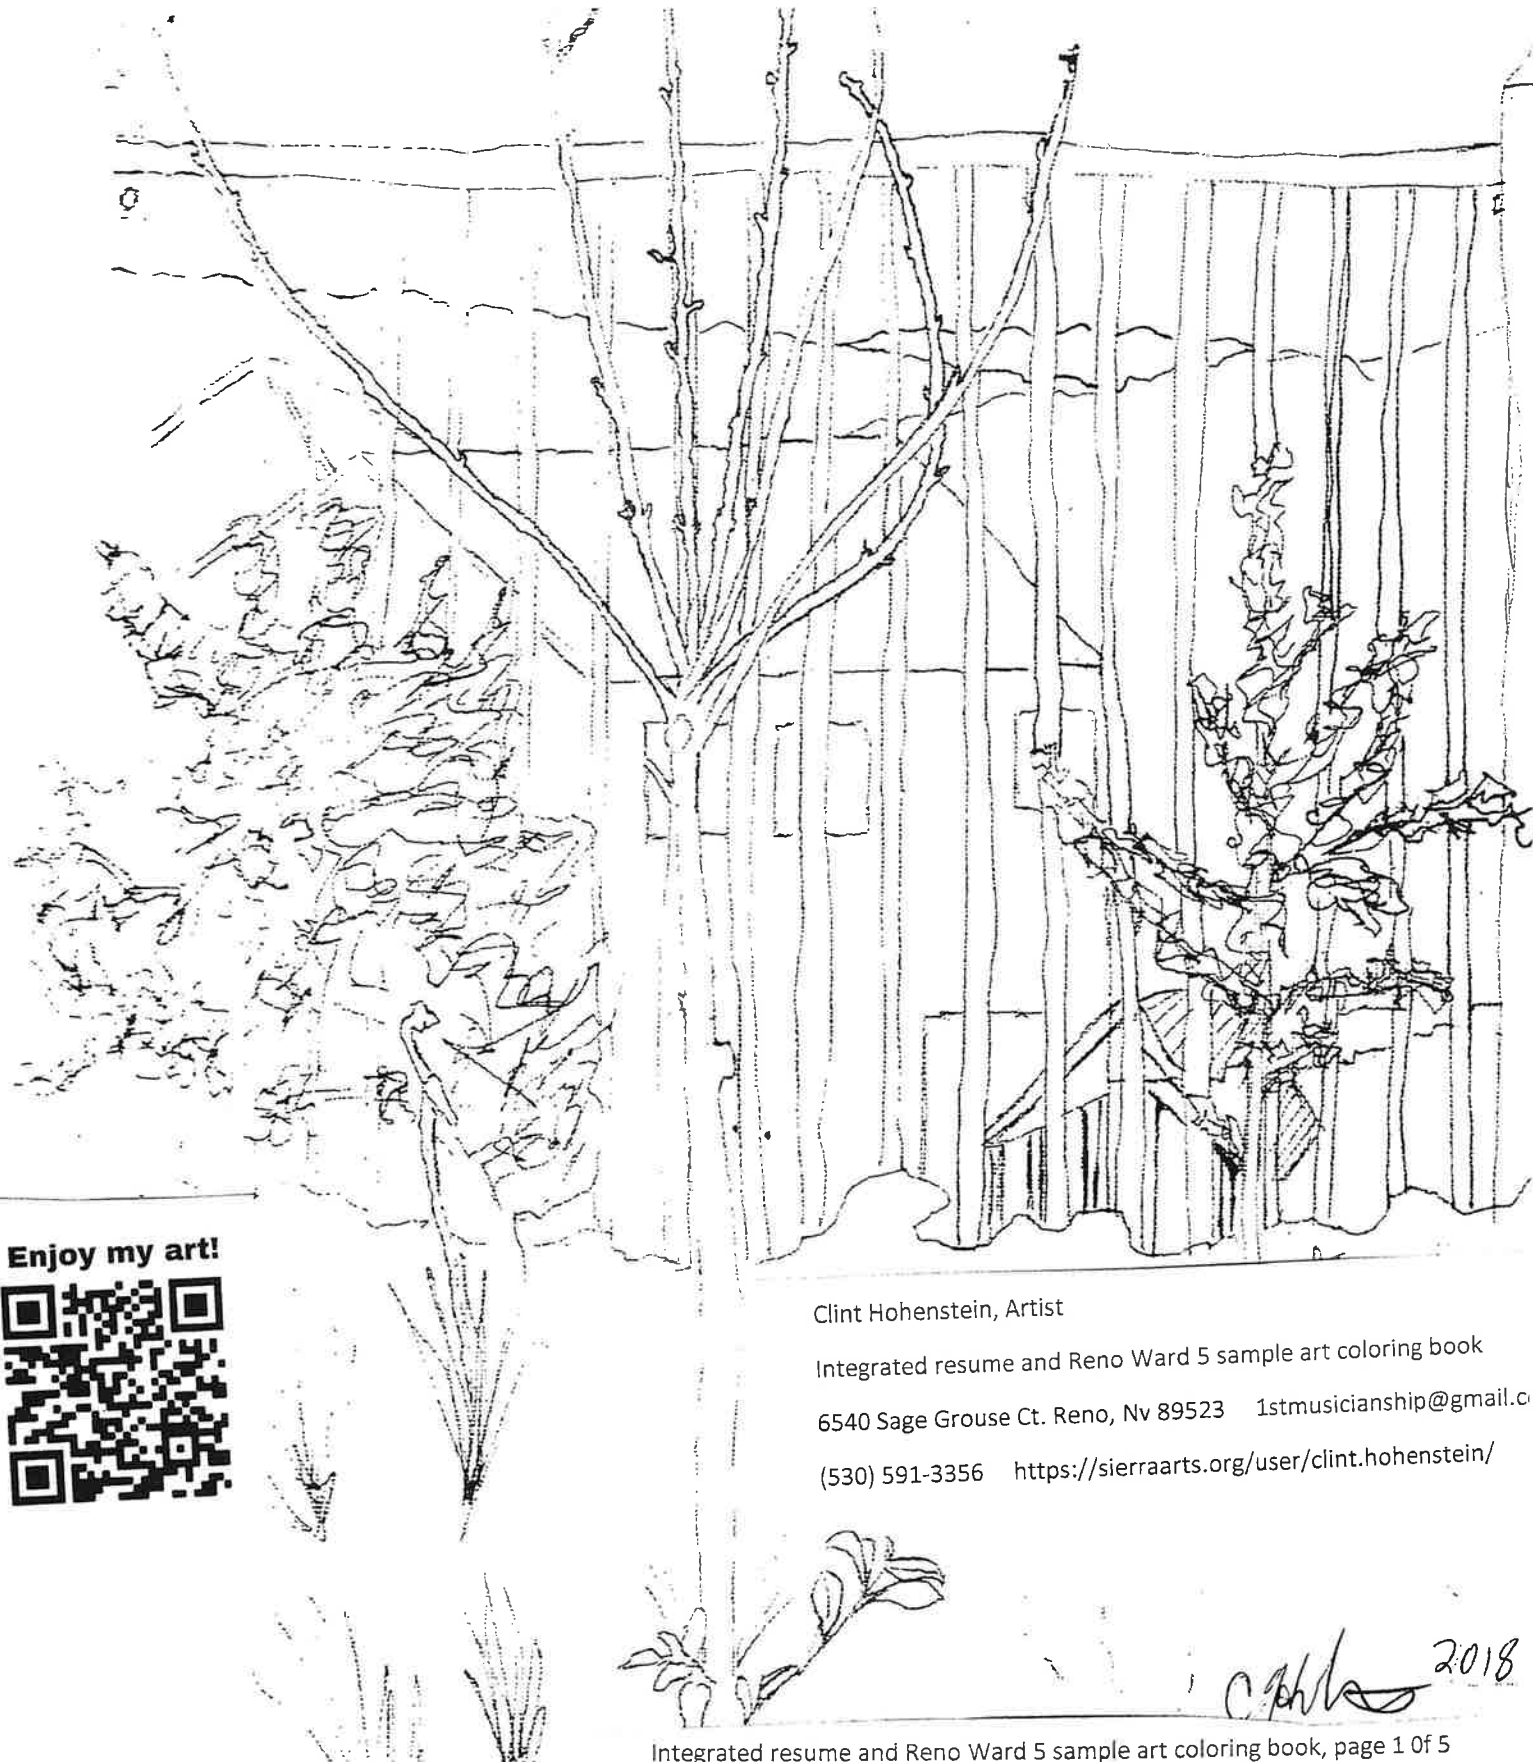 Enjoy my art!
Clint Hohenstein, Artist
Integrated resume and Reno Ward 5 sample art coloring book
6540 Sage Grouse Ct. Reno, Nv 89523 1stmusicianship@gmail.c
(530) 591-3356 https://sierraarts.org/user/clint.hohenstein/
2018
Integrated resume and Reno Ward 5 sample art coloring book, page 1 0f 5